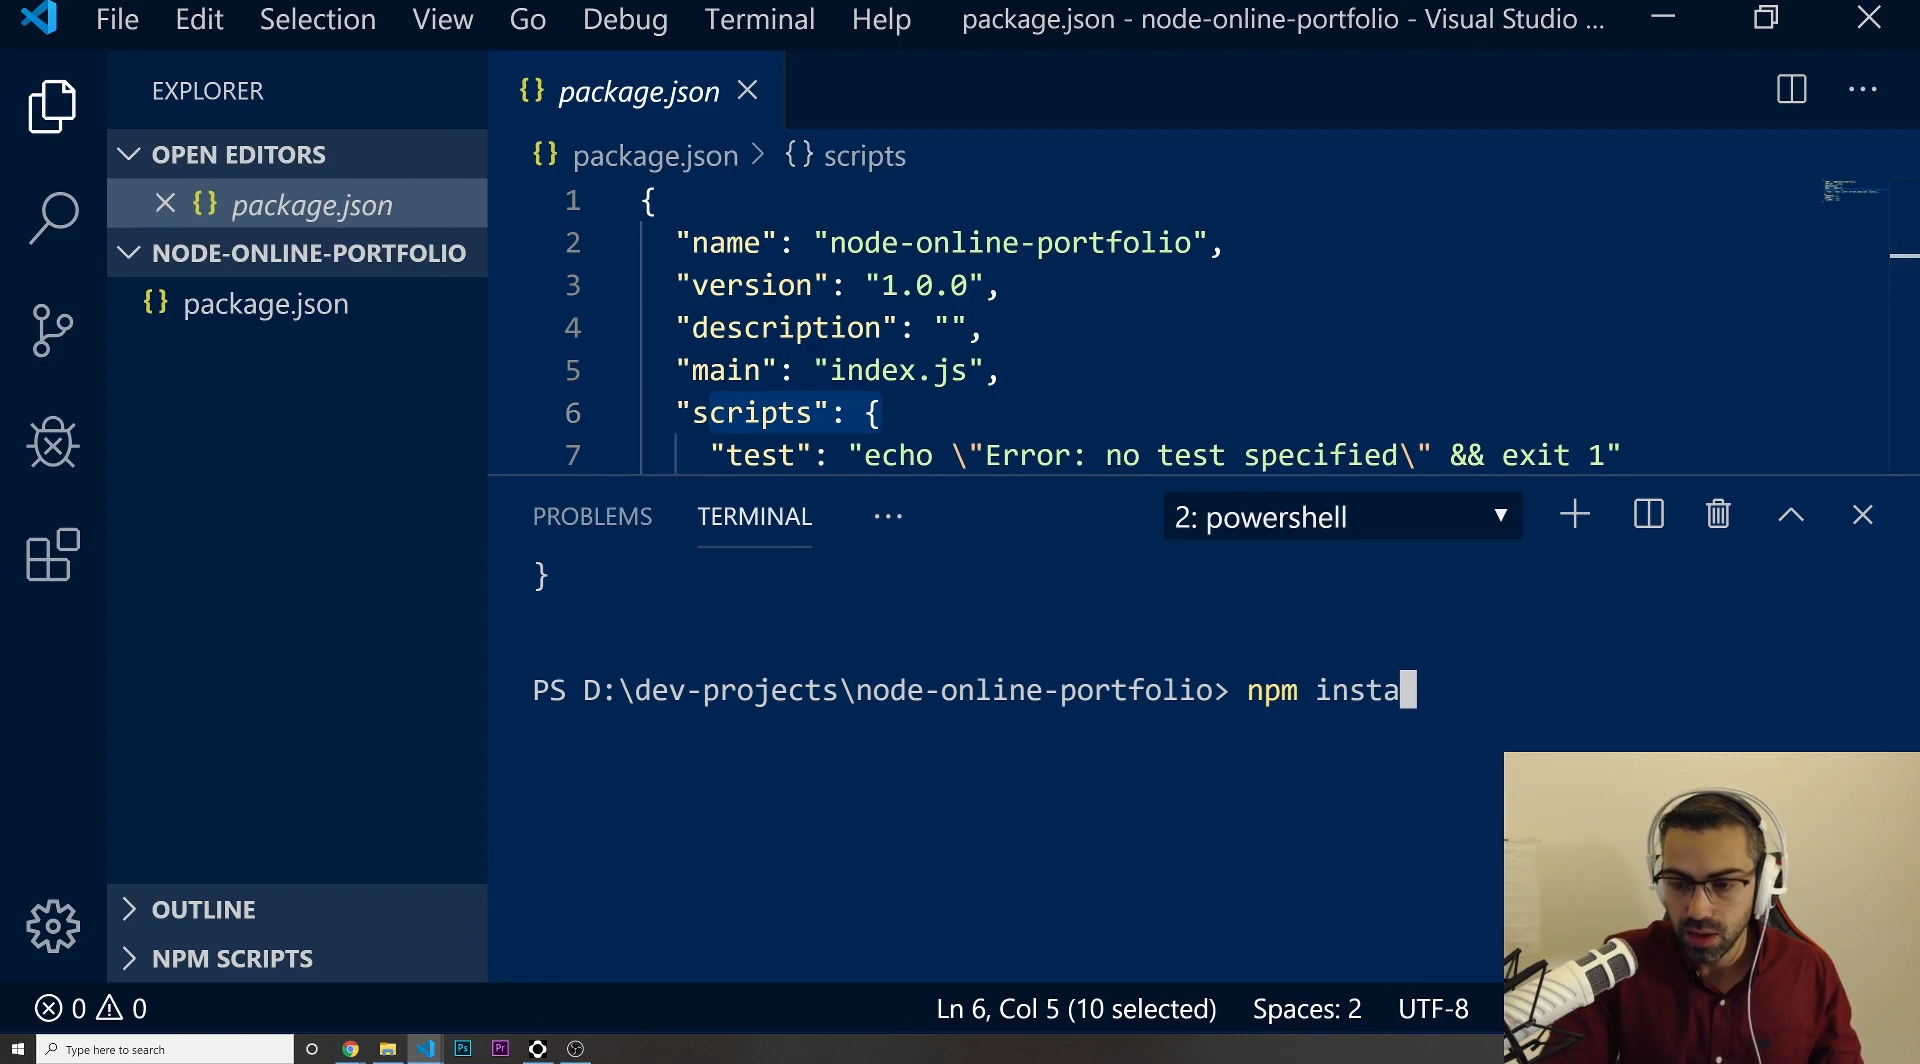 File Edit Selection View Go Debug Terminal Help package.json - node-online-portfolio - Visual Studio ...
EXPLORER
OPEN EDITORS
package.json
NODE-ONLINE-PORTFOLIO
package.json
OUTLINE
NPM SCRIPTS
package.json
package.json > {} scripts
1 {
2 "name": "node-online-portfolio",
3 "version": "1.0.0",
4 "description": "",
5 "main": "index.js",
6 "scripts": {
7 "test": "echo \"Error: no test specified\" && exit 1"
PROBLEMS TERMINAL ... 2: powershell
}
PS D:\dev-projects\node-online-portfolio> npm insta
0 0 Ln 6, Col 5 (10 selected) Spaces: 2 UTF-8
Type here to search Ps Pr